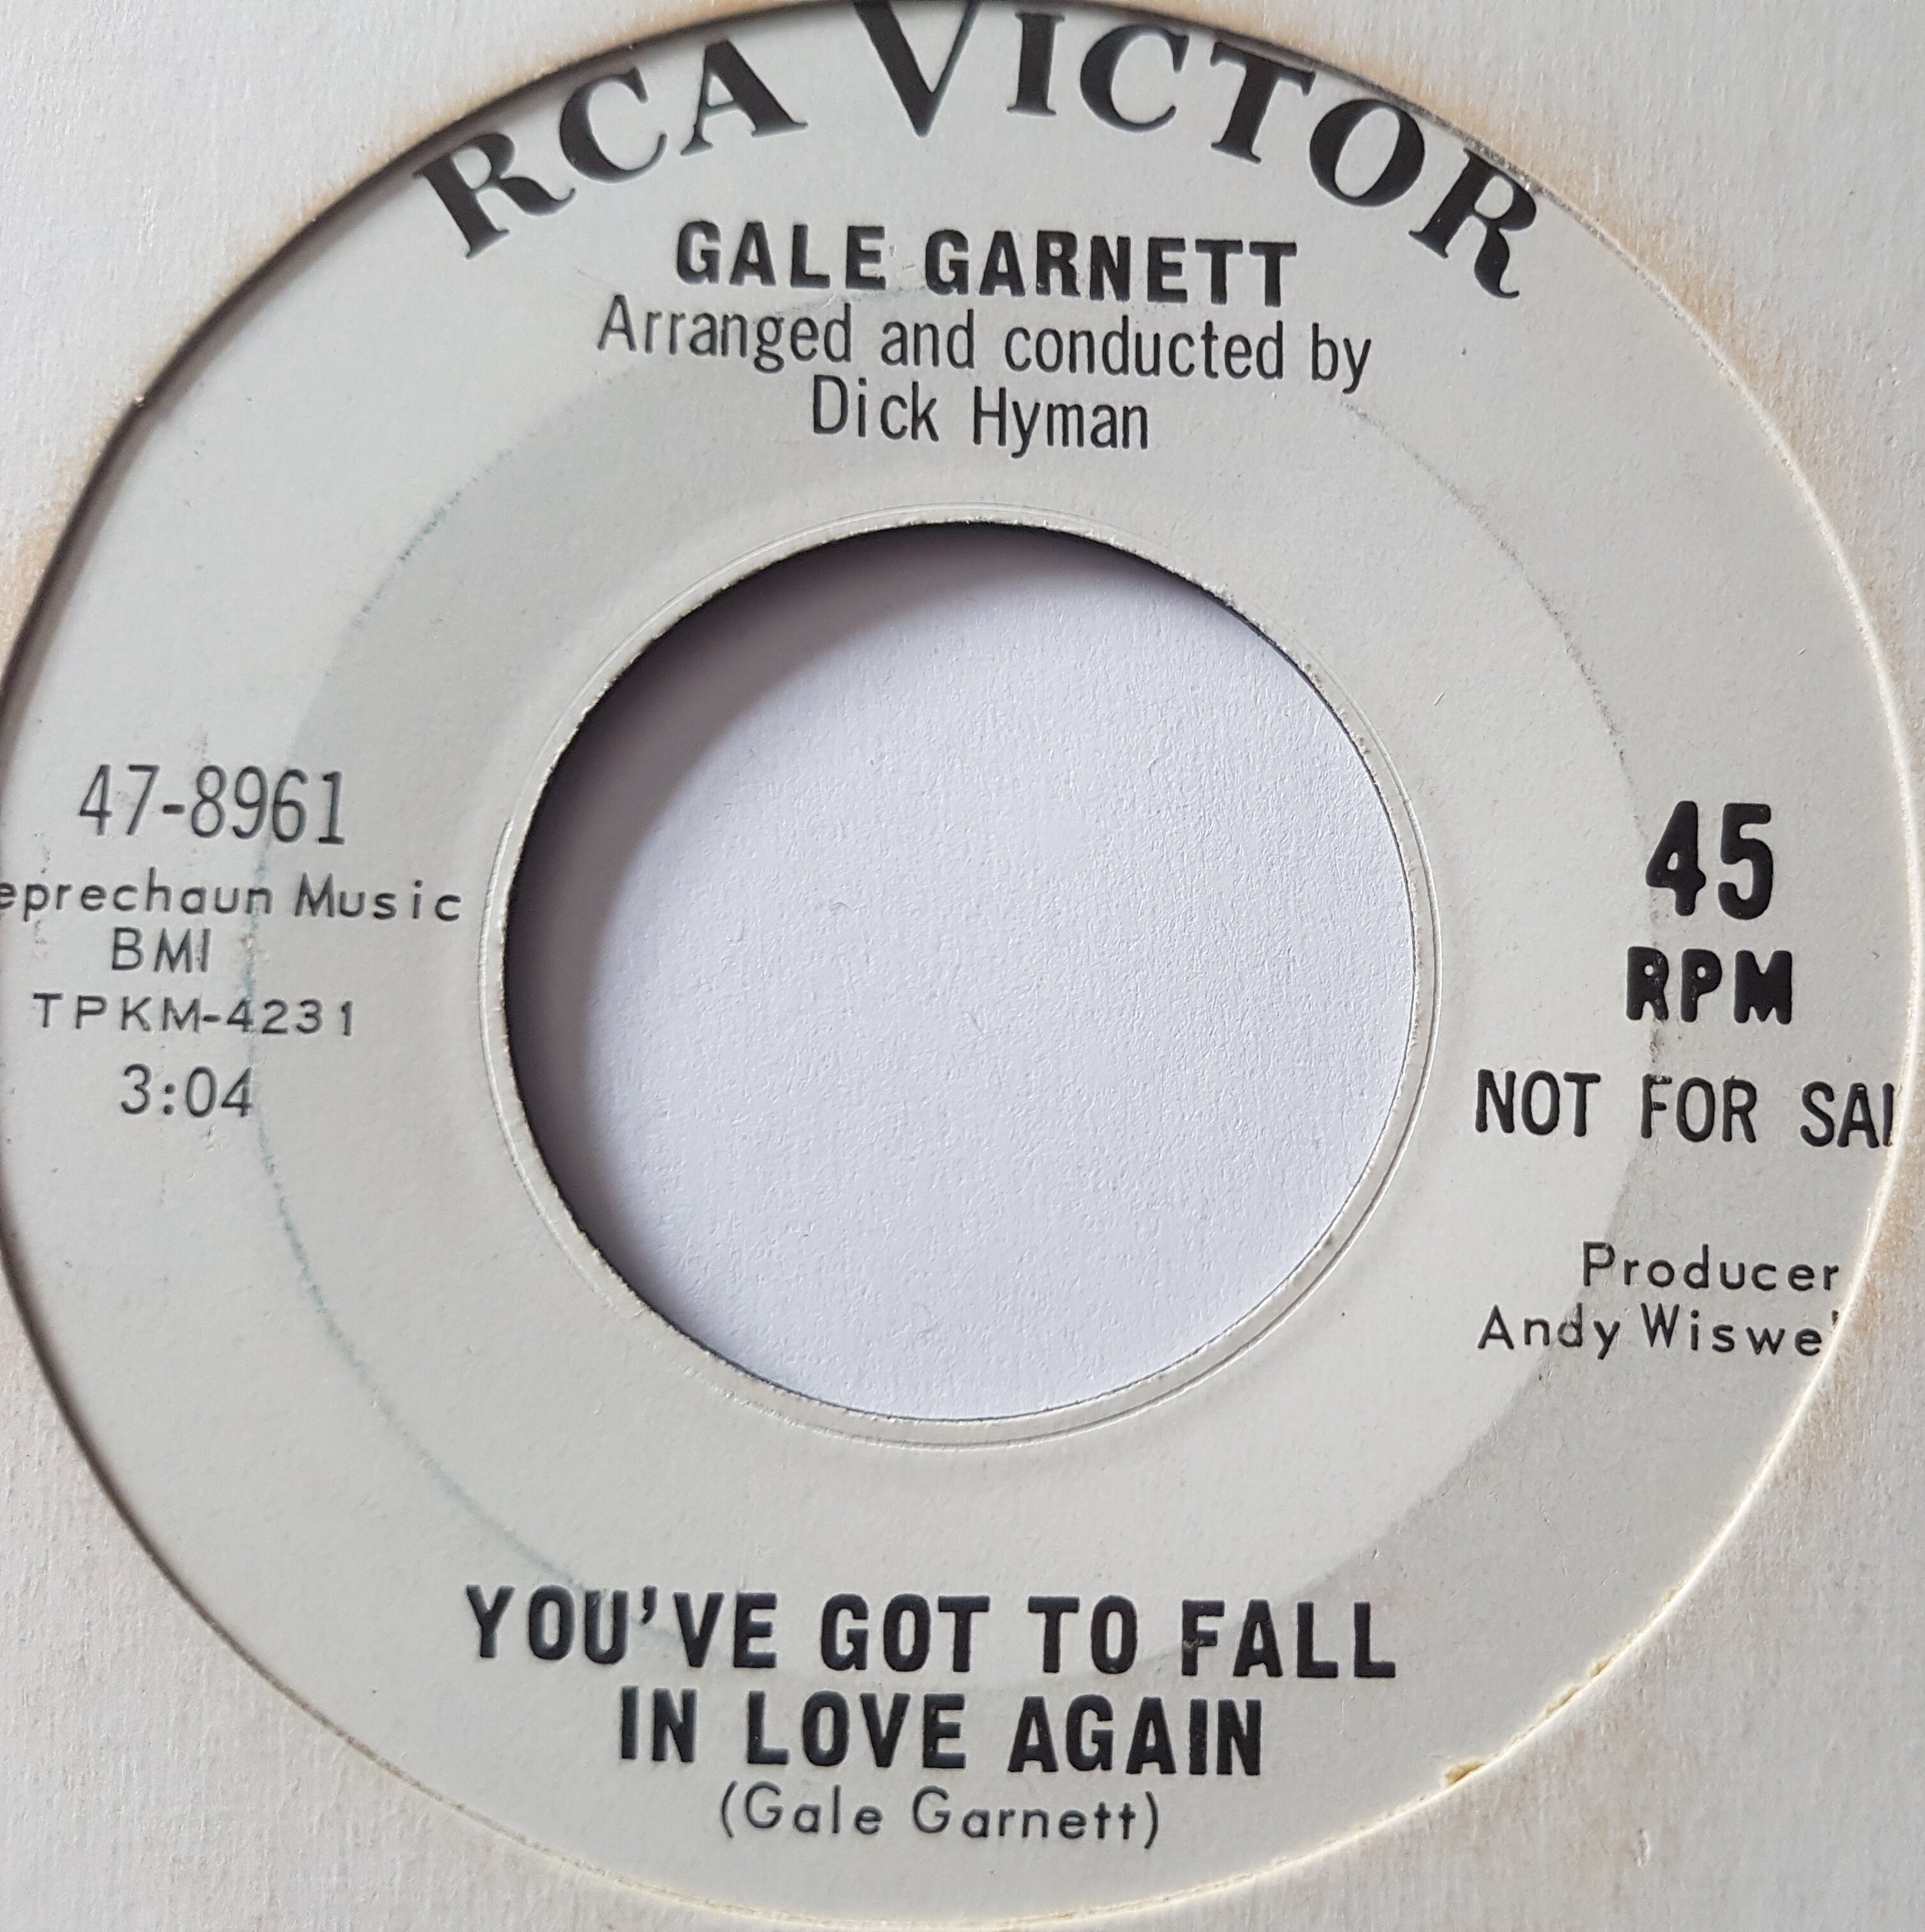 RCA VICTOR
GALE GARNETT
Arranged and conducted by
Dick Hyman
47-8961
eprechaun Music
BMI
TPKM-4231
3:04
45
RPM
NOT FOR SAL
Producer
Andy Wiswe
YOU'VE GOT TO FALL
IN LOVE AGAIN
(Gale Garnett)